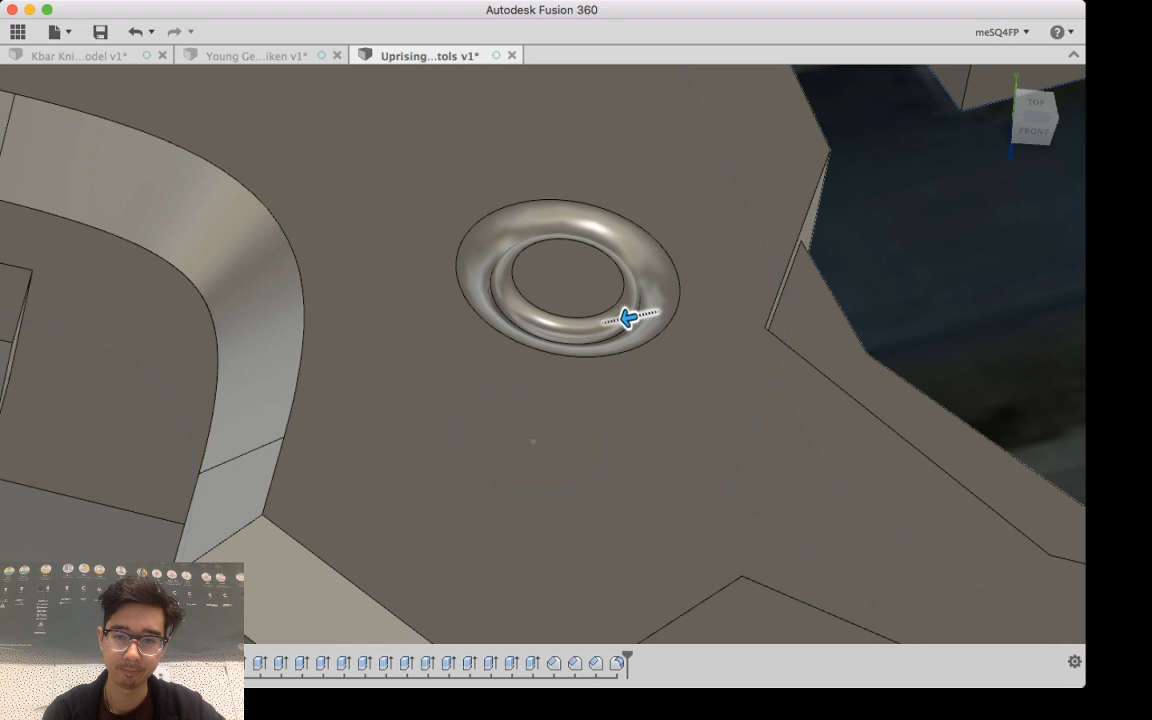 Autodesk Fusion 360
meSQ4FP
?
Kbar Kni...odel v1*
Young Ge...iken v1*
Uprising...tols v1*
TOP
FRONT